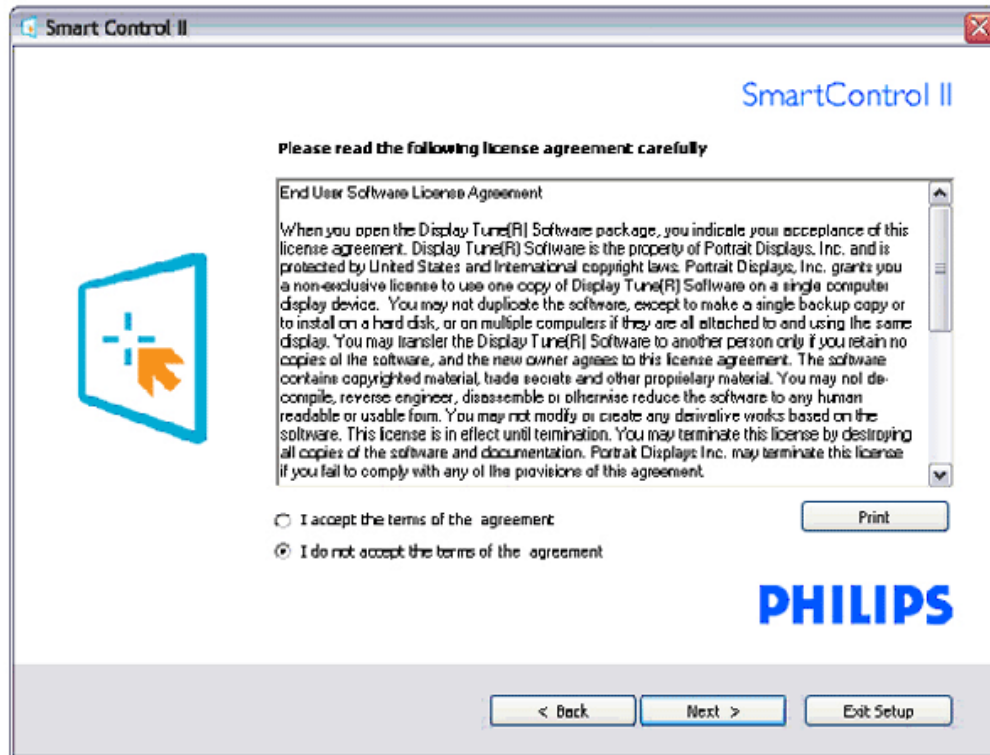 Smart Control II
SmartControl II
Please read the following license agreement carefully
End User Software License Agreement
When you open the Display Tune(R) Software package, you indicate your acceptance of this
license agreement. Display Tune(R) Software is the property of Portrait Displays, Inc. and is
protected by United States and International copyright laws. Portrait Displays, Inc. grants you
a non-exclusive license to use one copy of Display Tune(R) Software on a single computer
display device. You may not duplicate the software, except to make a single backup copy or
to install on a hard disk, or on multiple computers if they are all attached to and using the same
display. You may transfer the Display Tune(R) Software to another person only if you retain no
copies of the software, and the new owner agrees to this license agreement. The software
contains copyrighted material, trade secrets and other proprietary material. You may not de-
compile, reverse engineer, disassemble or otherwise reduce the software to any human
readable or usable form. You may not modify or create any derivative works based on the
software. This license is in effect until termination. You may terminate this license by destroying
all copies of the software and documentation. Portrait Displays Inc. may terminate this license
if you fail to comply with any of the provisions of this agreement.
I accept the terms of the agreement
Print
I do not accept the terms of the agreement
PHILIPS
< Back
Next >
Exit Setup